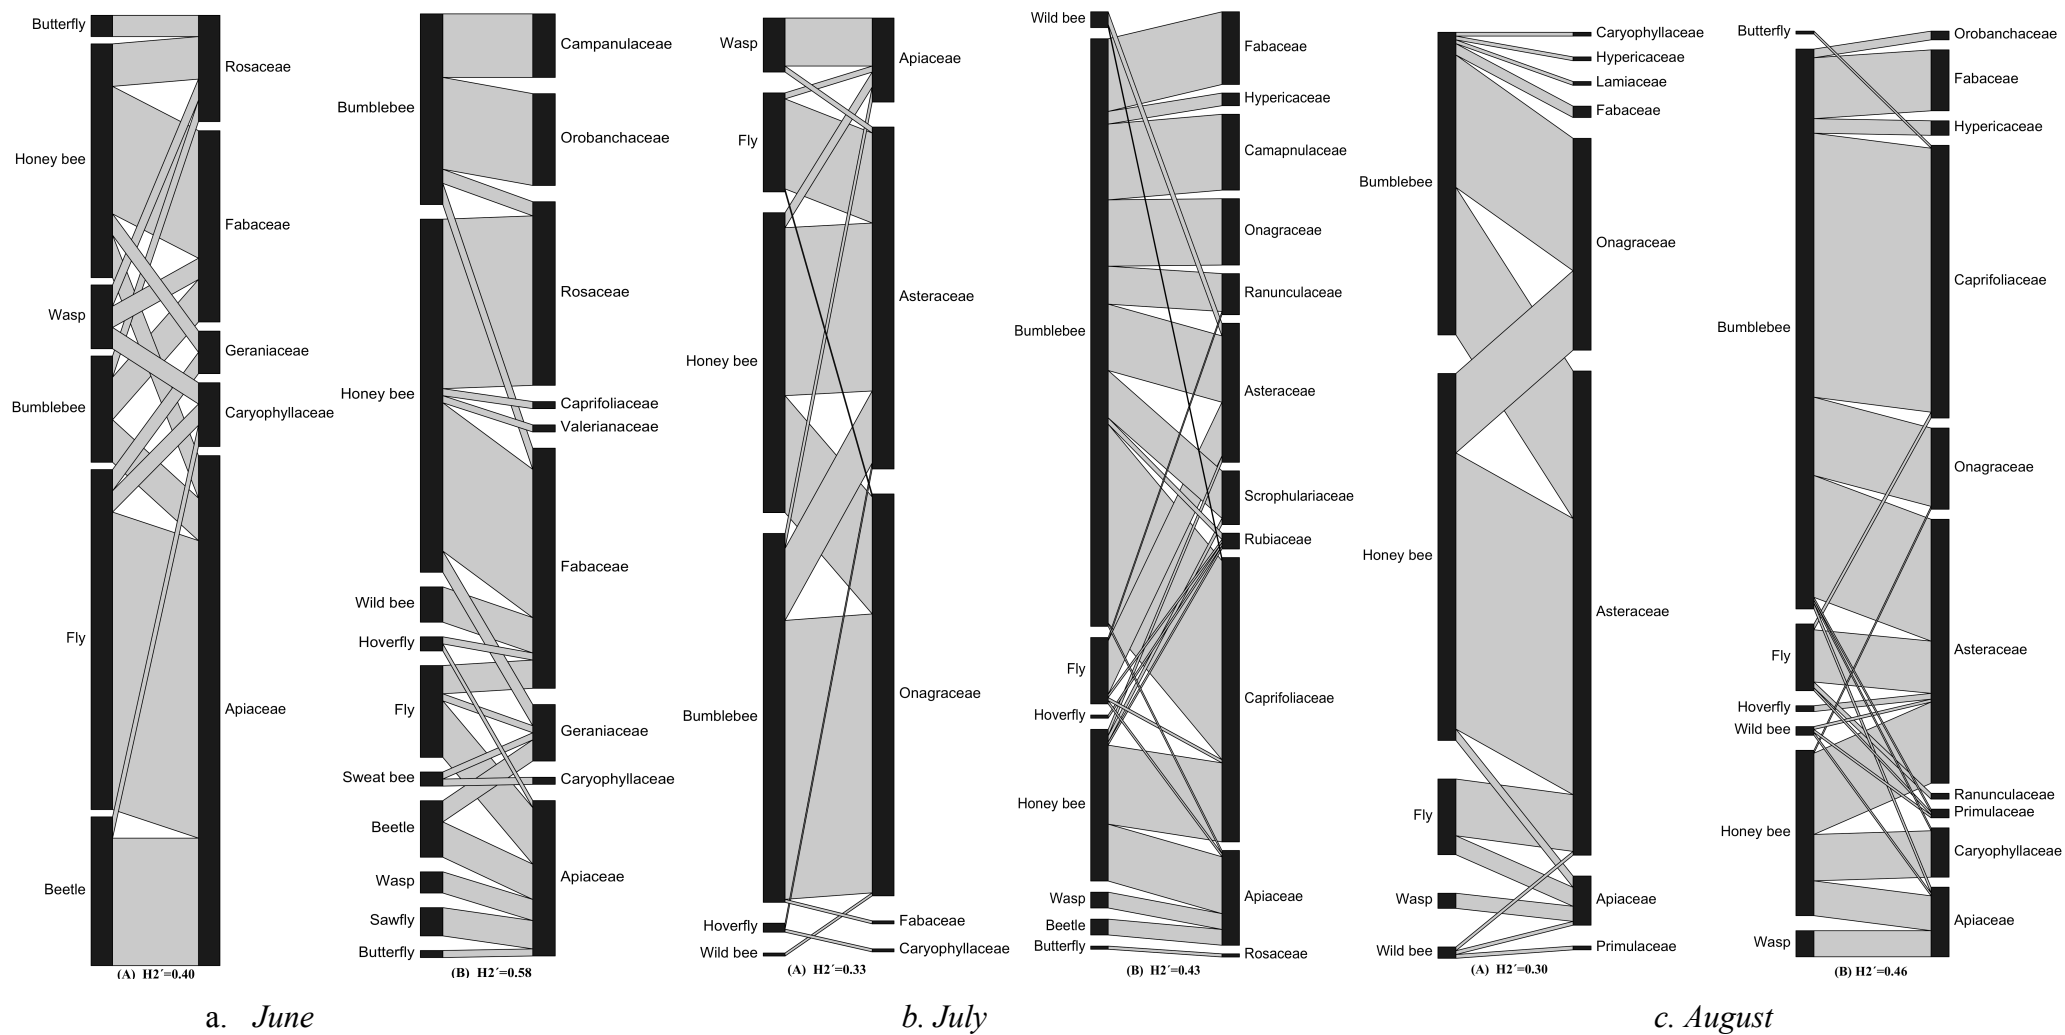 Butterfly
Honey bee
Wasp
Bumblebee
Fly
Beetle
Rosaceae
Fabaceae
Geraniaceae
Caryophyllaceae
Apiaceae
(A) H2´=0.40
Bumblebee
Honey bee
Wild bee
Hoverfly
Fly
Sweat bee
Beetle
Wasp
Sawfly
Butterfly
Campanulaceae
Orobanchaceae
Rosaceae
Caprifoliaceae
Valerianaceae
Fabaceae
Geraniaceae
Caryophyllaceae
Apiaceae
(B) H2´=0.58
a. June
Wasp
Fly
Honey bee
Bumblebee
Hoverfly
Wild bee
Apiaceae
Asteraceae
Onagraceae
Fabaceae
Caryophyllaceae
(A) H2´=0.33
Wild bee
Bumblebee
Fly
Hoverfly
Honey bee
Wasp
Beetle
Butterfly
Fabaceae
Hypericaceae
Camapnulaceae
Onagraceae
Ranunculaceae
Asteraceae
Scrophulariaceae
Rubiaceae
Caprifoliaceae
Apiaceae
Rosaceae
(B) H2´=0.43
b. July
Bumblebee
Honey bee
Fly
Wasp
Wild bee
Caryophyllaceae
Hypericaceae
Lamiaceae
Fabaceae
Onagraceae
Asteraceae
Apiaceae
Primulaceae
(A) H2´=0.30
Butterfly
Bumblebee
Fly
Hoverfly
Wild bee
Honey bee
Wasp
Orobanchaceae
Fabaceae
Hypericaceae
Caprifoliaceae
Onagraceae
Asteraceae
Ranunculaceae
Primulaceae
Caryophyllaceae
Apiaceae
(B) H2´=0.46
c. August